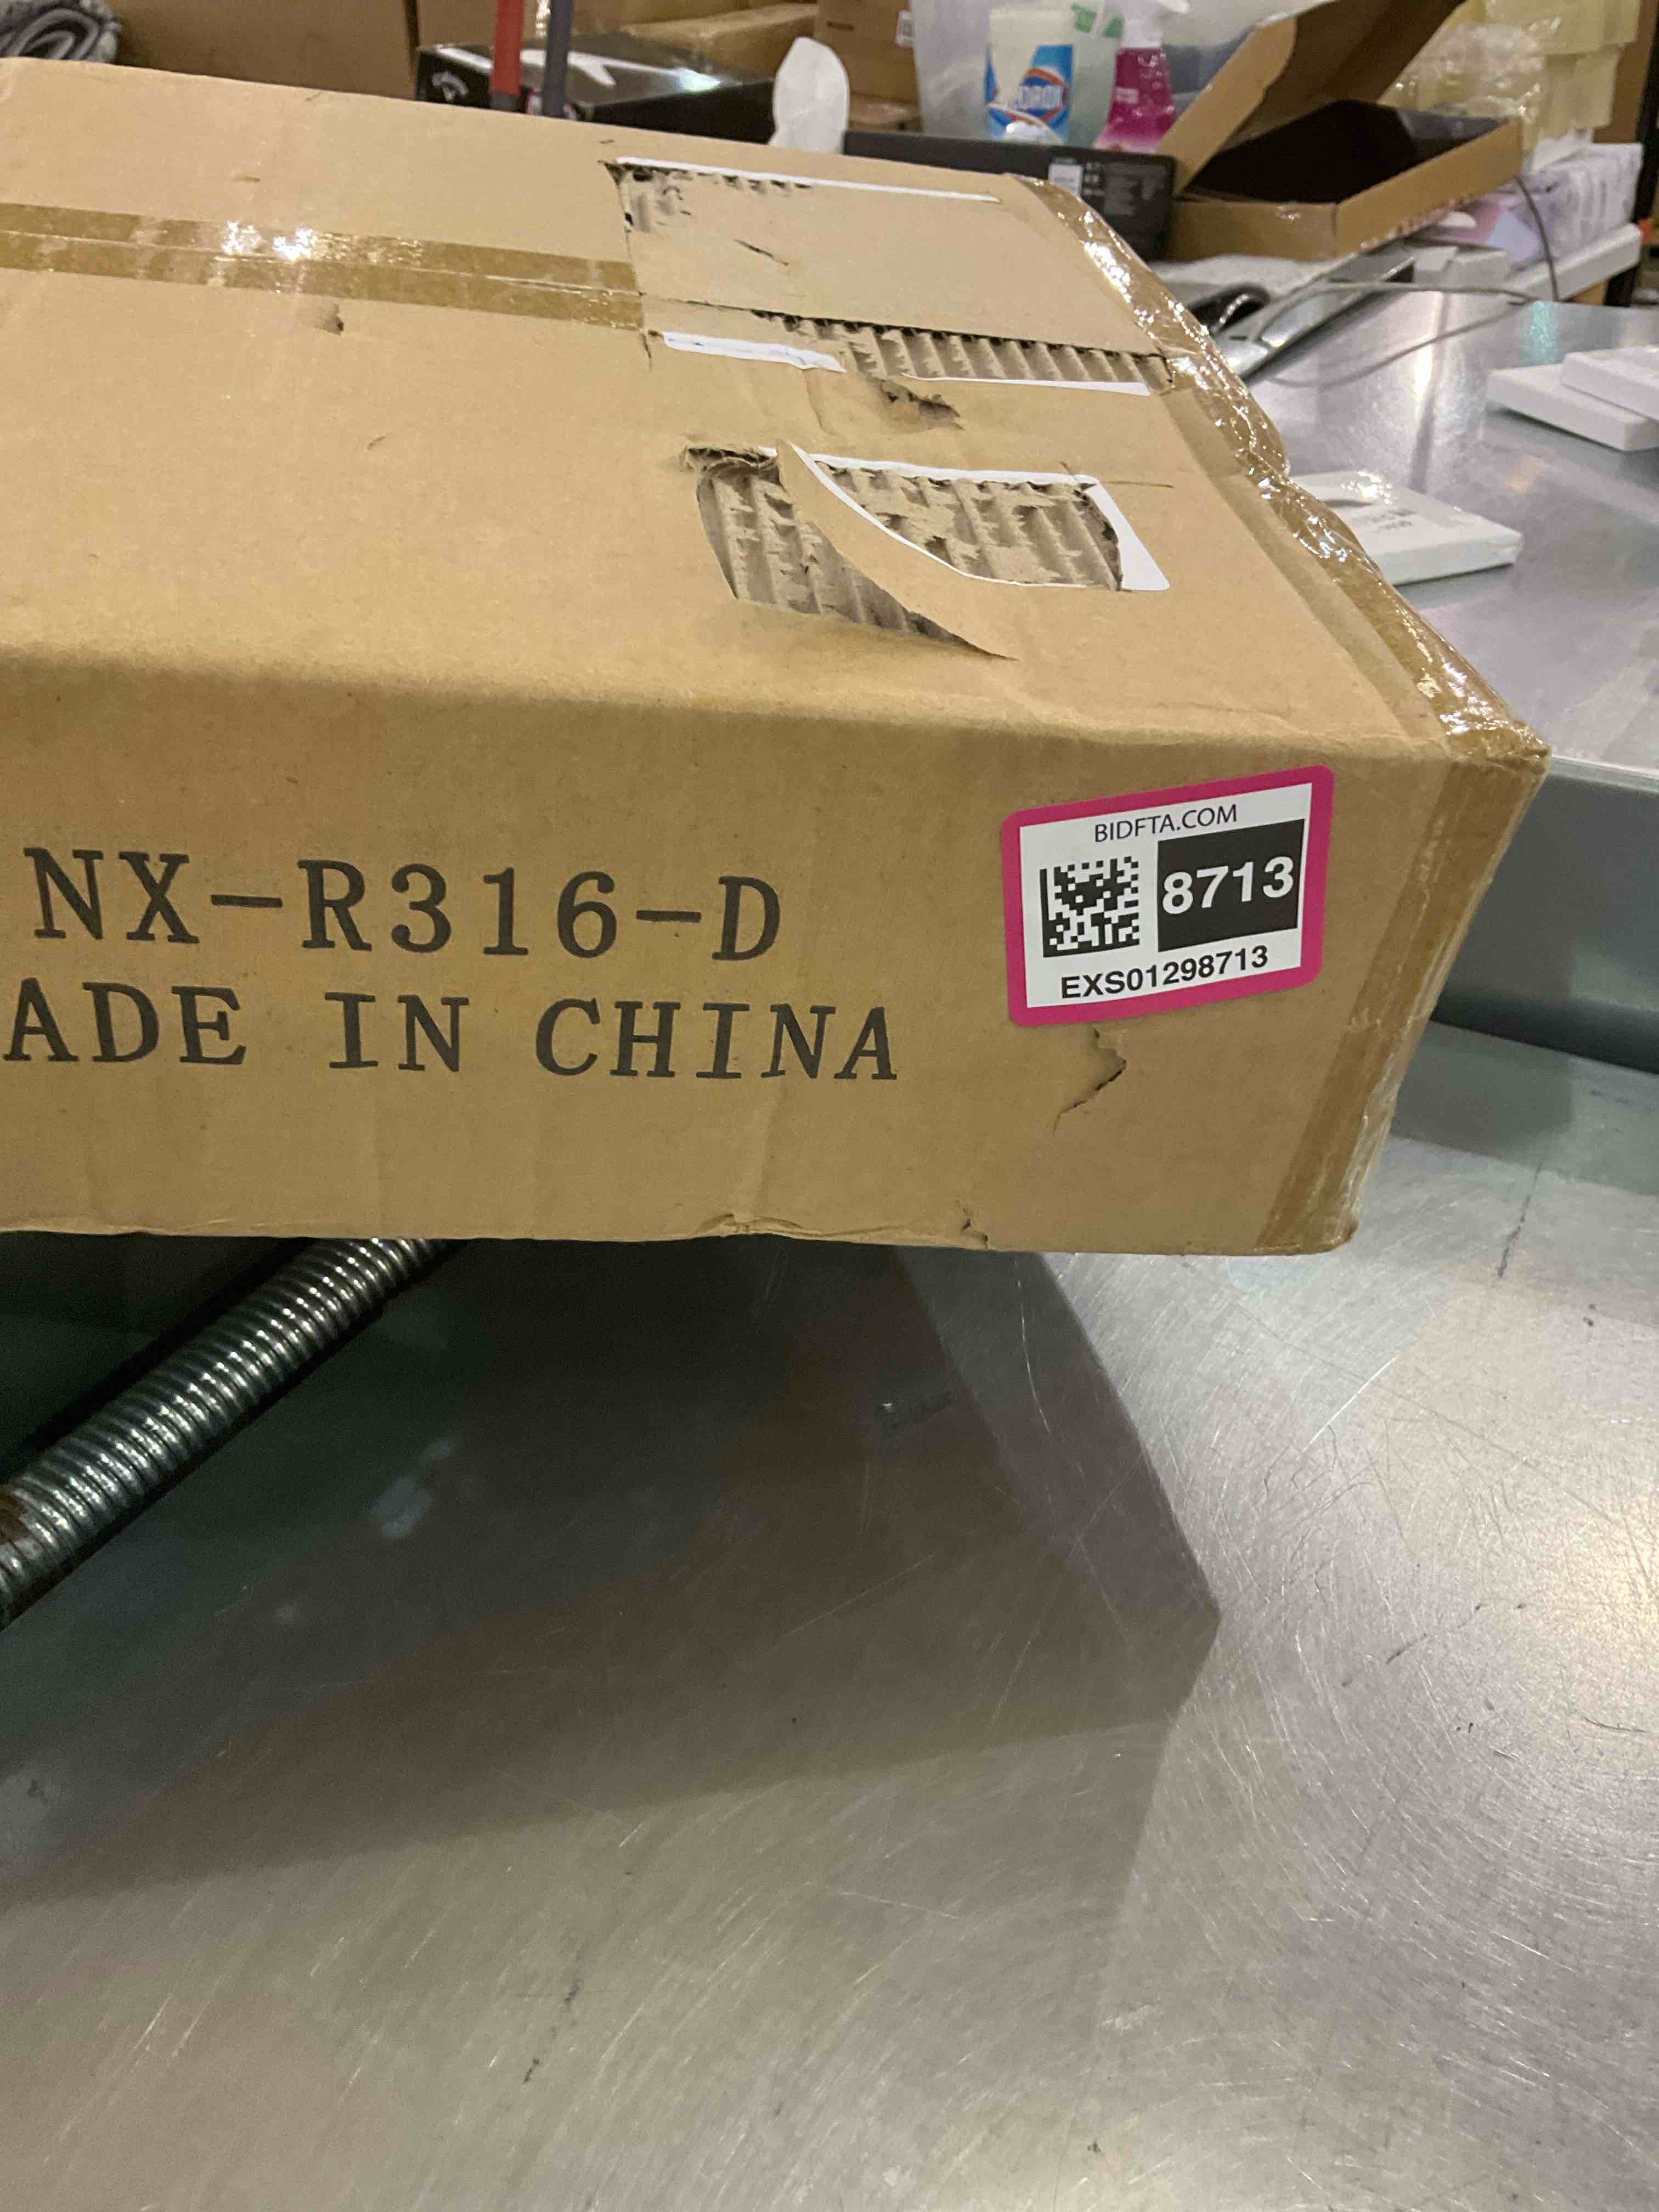 NX-R316-D
ADE IN CHINA
BIDFTA.COM
8713
EXS01298713